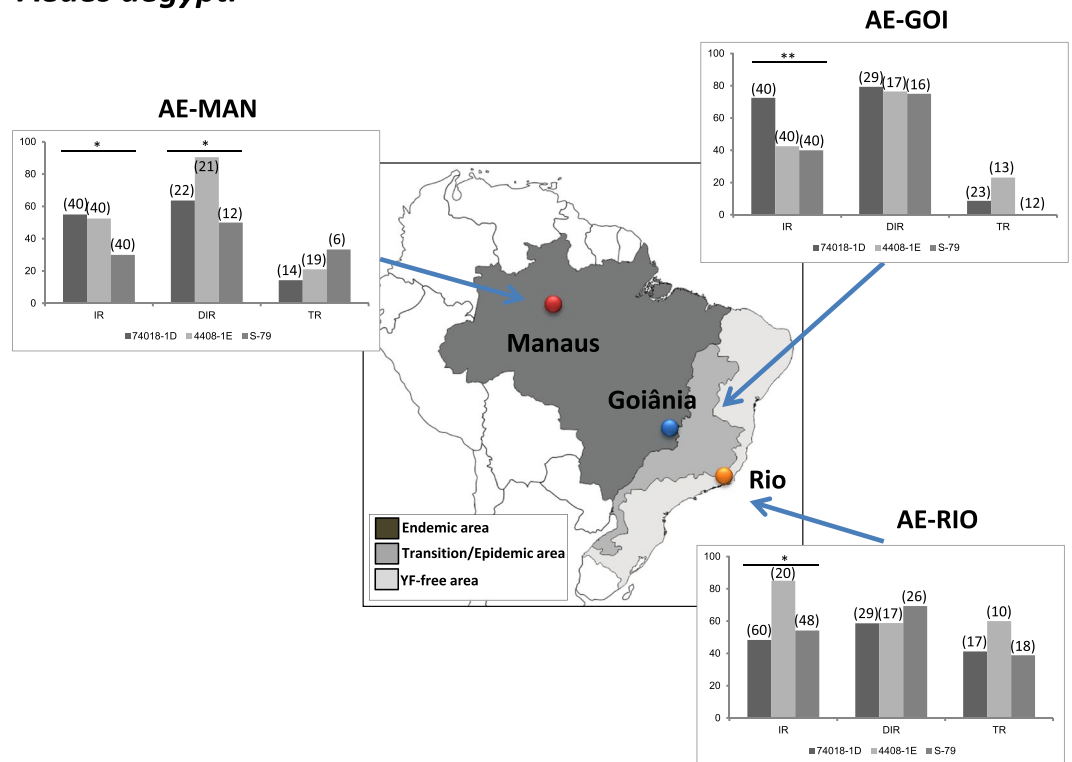 Aedes aegypti
AE-GOI
100
80
60
40
20
0
**
(40)
(40)
(40)
(29)
(17)
(16)
(23)
(13)
(12)
IR
DIR
TR
74018-1D
4408-1E
S-79
AE-MAN
100
80
60
40
20
0
*
*
(40)
(40)
(40)
(22)
(21)
(12)
(14)
(19)
(6)
IR
DIR
TR
74018-1D
4408-1E
S-79
Manaus
Goiânia
Rio
Endemic area
Transition/Epidemic area
YF-free area
AE-RIO
100
80
60
40
20
0
*
(60)
(20)
(48)
(29)
(17)
(26)
(17)
(10)
(18)
IR
DIR
TR
74018-1D
4408-1E
S-79